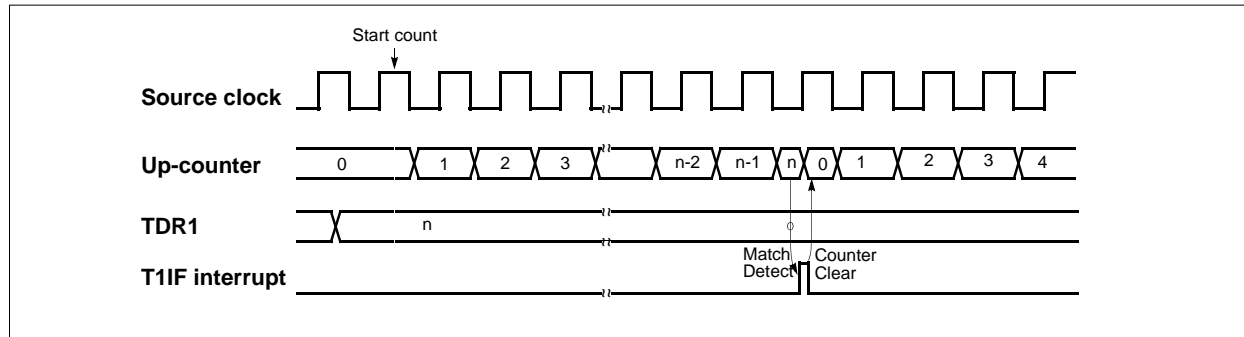 Start count
Source clock
Up-counter 0 1 2 3 n-2 n-1 n 0 1 2 3 4
TDR1 n
Match Detect
Counter Clear
T1IF interrupt